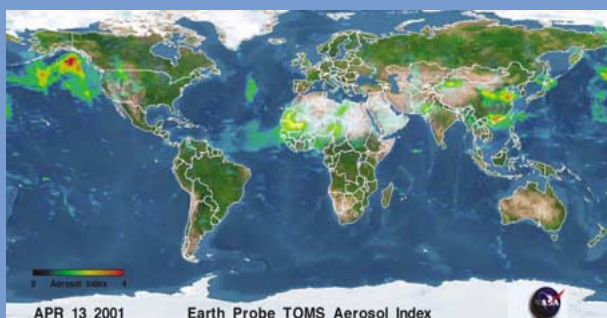 0 Aerosol Index 4
APR 13 2001 Earth Probe TOMS Aerosol Index
NASA